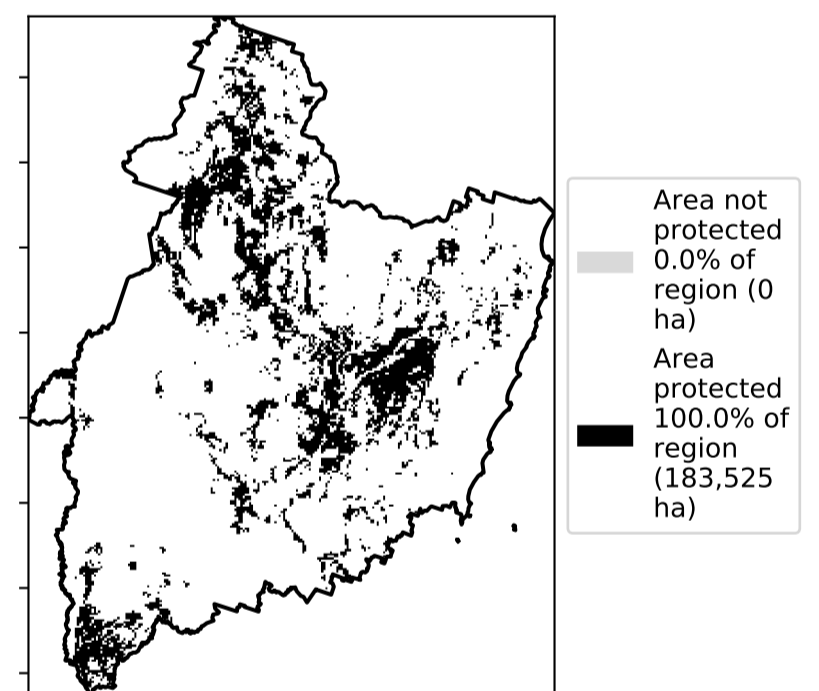 Area not
protected
0.0% of
region (0
ha)
Area
protected
100.0% of
region
(183,525
ha)